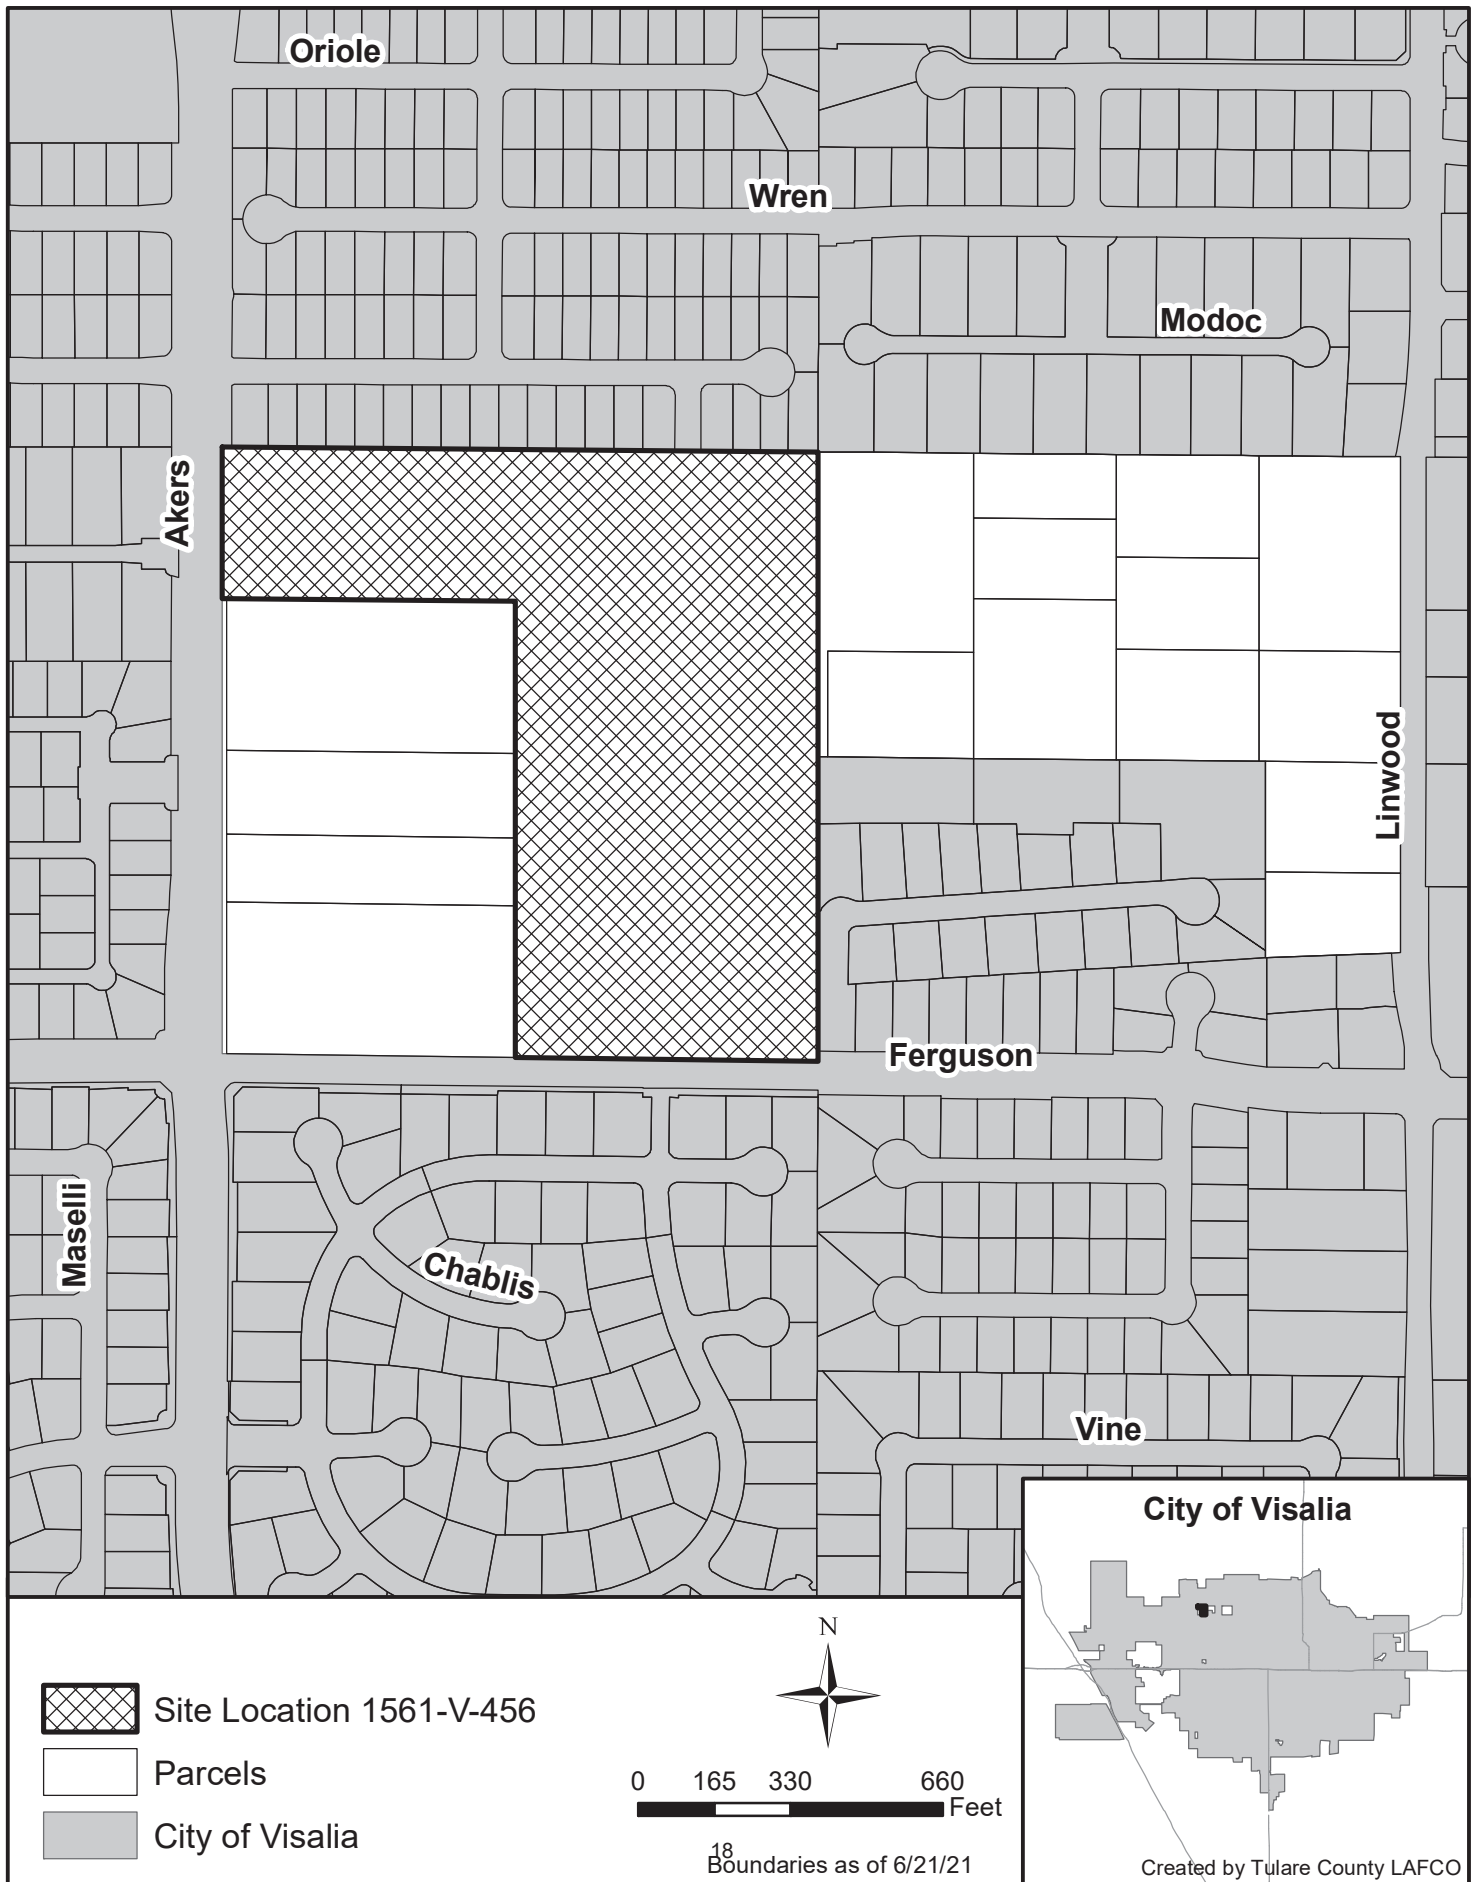 Oriole
Wren
Modoc
Akers
Linwood
Ferguson
Maselli
Chablis
Vine
City of Visalia
N
Site Location 1561-V-456
Parcels
City of Visalia
0 165 330 660
Feet
18
Boundaries as of 6/21/21
Created by Tulare County LAFCO